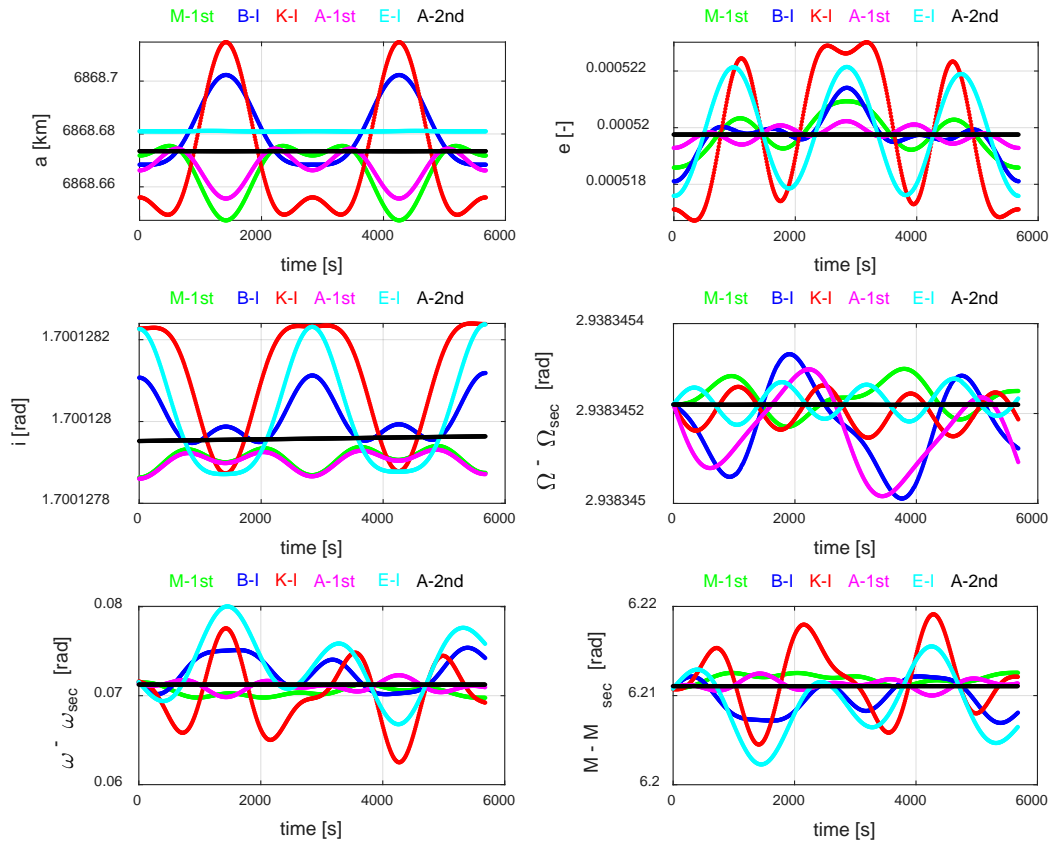 M-1st B-I K-I A-1st E-I A-2nd
a [km]
6868.7
6868.68
6868.66
0 2000 4000 6000
time [s]
M-1st B-I K-I A-1st E-I A-2nd
e [-]
0.000522
0.00052
0.000518
0 2000 4000 6000
time [s]
M-1st B-I K-I A-1st E-I A-2nd
i [rad]
1.7001282
1.700128
1.7001278
0 2000 4000 6000
time [s]
M-1st B-I K-I A-1st E-I A-2nd
Ω - Ωsec [rad]
2.9383454
2.9383452
2.938345
0 2000 4000 6000
time [s]
M-1st B-I K-I A-1st E-I A-2nd
ω - ωsec [rad]
0.08
0.07
0.06
0 2000 4000 6000
time [s]
M-1st B-I K-I A-1st E-I A-2nd
M - M sec [rad]
6.22
6.21
6.2
0 2000 4000 6000
time [s]